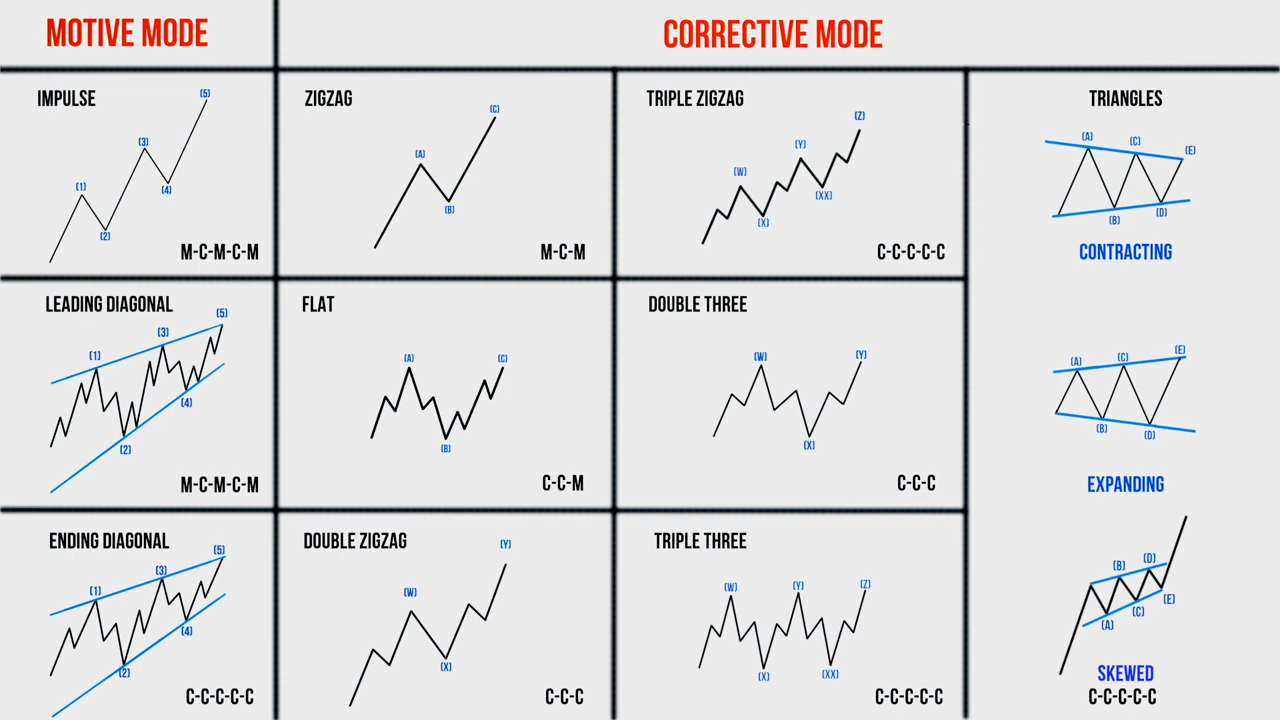 MOTIVE MODE
CORRECTIVE MODE
IMPULSE
(1)
(2)
(3)
(4)
(5)
M-C-M-C-M
ZIGZAG
(A)
(B)
(C)
M-C-M
TRIPLE ZIGZAG
(W)
(X)
(Y)
(XX)
(Z)
C-C-C-C-C
TRIANGLES
(A)
(B)
(C)
(D)
(E)
CONTRACTING
LEADING DIAGONAL
(1)
(2)
(3)
(4)
(5)
M-C-M-C-M
FLAT
(A)
(B)
(C)
C-C-M
DOUBLE THREE
(W)
(X)
(Y)
C-C-C
(A)
(B)
(C)
(D)
(E)
EXPANDING
ENDING DIAGONAL
(1)
(2)
(3)
(4)
(5)
C-C-C-C-C
DOUBLE ZIGZAG
(W)
(X)
(Y)
C-C-C
TRIPLE THREE
(W)
(X)
(Y)
(XX)
(Z)
C-C-C-C-C
(A)
(B)
(C)
(D)
(E)
SKEWED
C-C-C-C-C